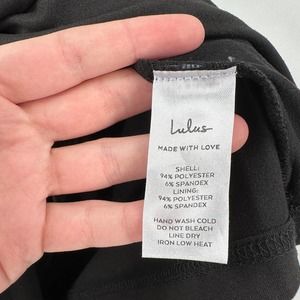 Lulus
MADE WITH LOVE
SHELL:
94% POLYESTER
6% SPANDEX
LINING:
94% POLYESTER
6% SPANDEX
HAND WASH COLD
DO NOT BLEACH
LINE DRY
IRON LOW HEAT